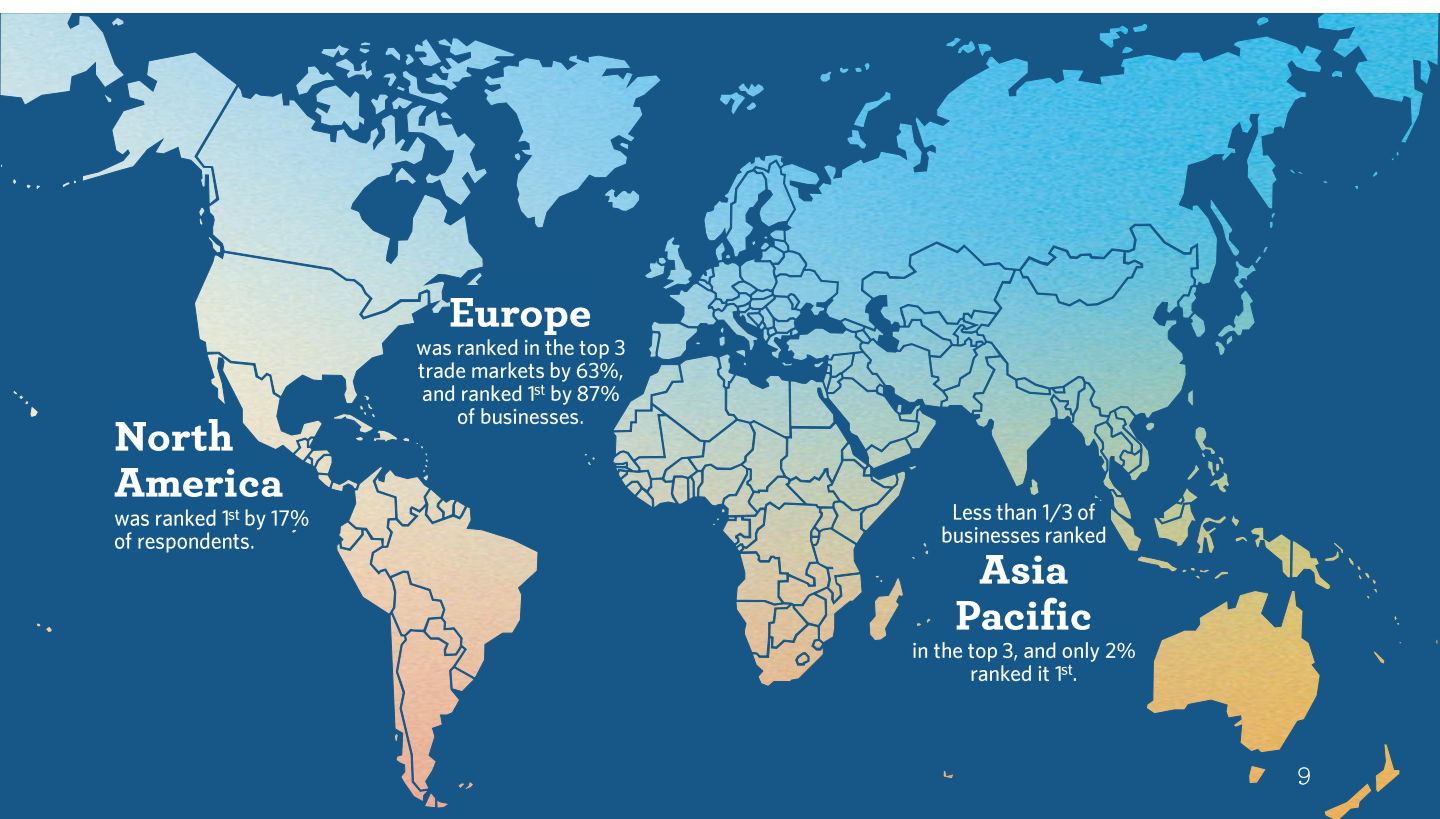 Europe
was ranked in the top 3
trade markets by 63%,
and ranked 1st by 87%
of businesses.
North
America
was ranked 1st by 17%
of respondents.
Less than 1/3 of
businesses ranked
Asia
Pacific
in the top 3, and only 2%
ranked it 1st.
9